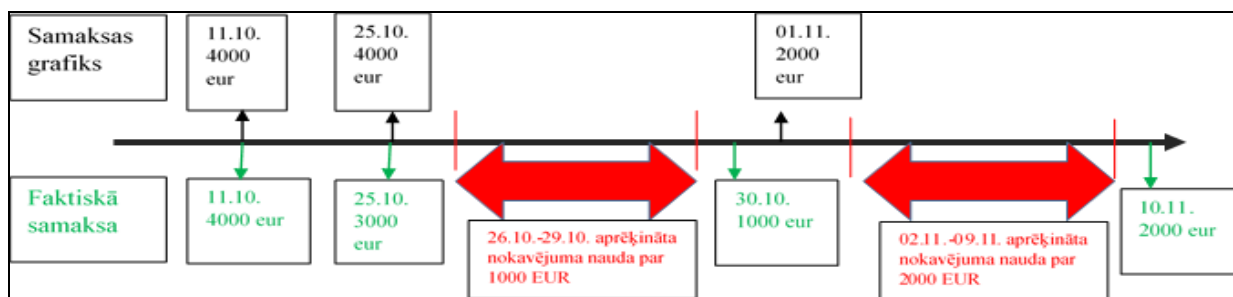 Samaksas
grafiks
11.10.
4000
eur
25.10.
4000
eur
01.11.
2000
eur
Faktiskā
samaksa
11.10.
4000 eur
25.10.
3000
eur
26.10.-29.10. aprēķināta
nokavējuma nauda par
1000 EUR
30.10.
1000 eur
02.11.-09.11. aprēķināta
nokavējuma nauda par
2000 EUR
10.11.
2000 eur